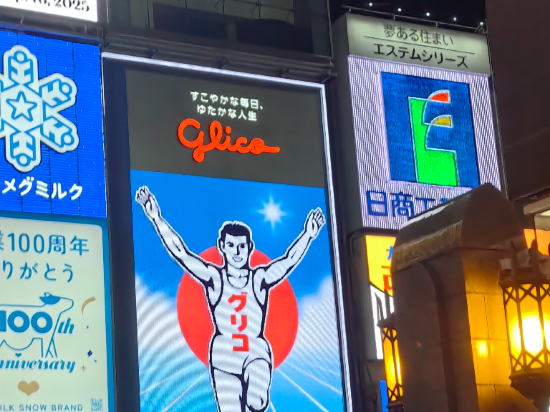 2025
夢ある住まい
エステムシリーズ
すこやかな毎日、
ゆたかな人生
Glico
メグミルク
日商エ
グリコ
100周年
りがとう
100th
nniversary
LK SNOW BRAND